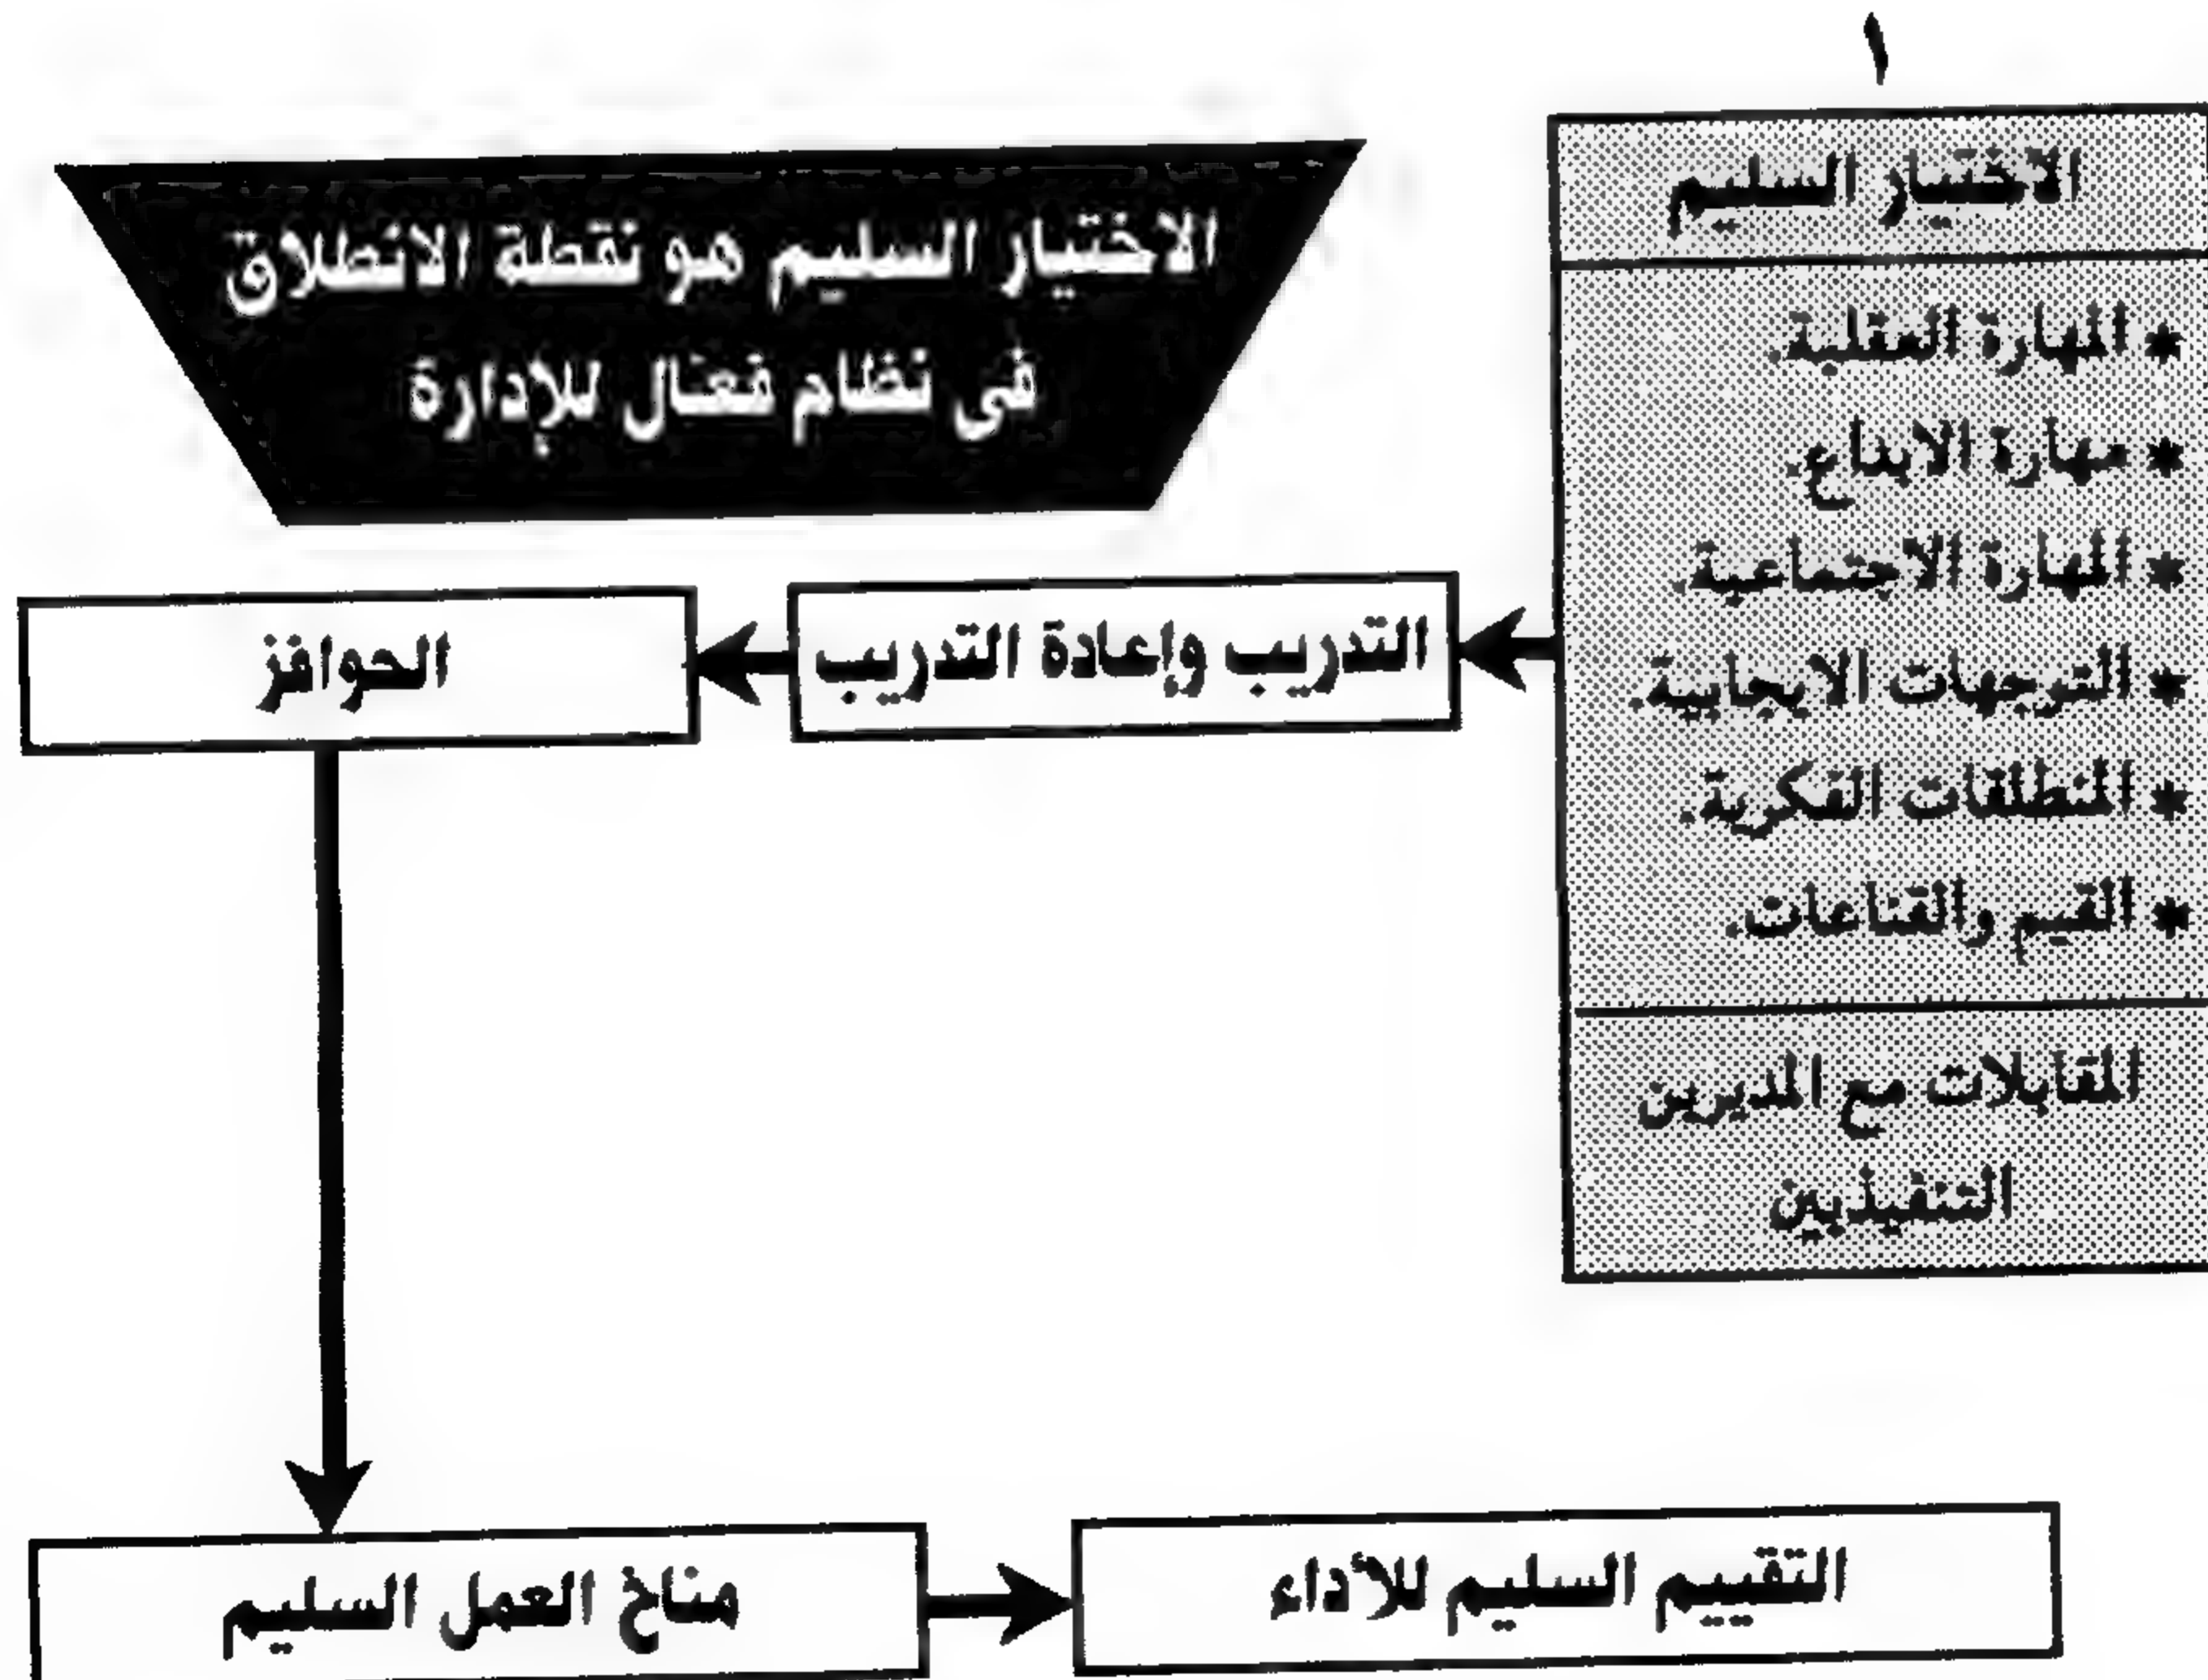 ١
الاختيار السليم
* المهارة العقلية.
* مهارة الابداع.
* المهارة الاجتماعية.
* التوجهات الايجابية.
* المنطلقات الفكرية.
* القيم والقناعات.
المقابلات مع المديرين
التنفيذيين
الاختيار السليم هو نقطة الانطلاق
فى نظام فعال للإدارة
التدريب وإعادة التدريب
الحوافز
مناخ العمل السليم
التقييم السليم للأداء